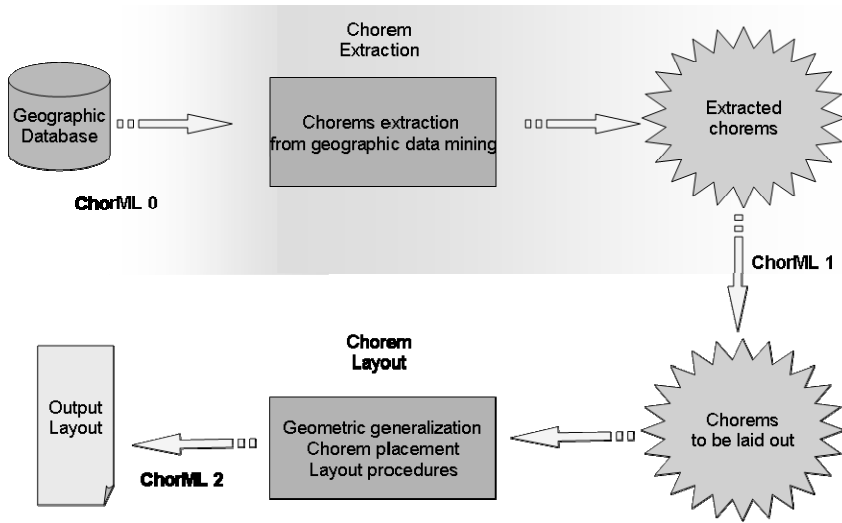 Chorem
Extraction
Geographic
Database
Chorems extraction
from geographic data mining
Extracted
chorems
ChorML 0
ChorML 1
Chorem
Layout
Output
Layout
Geometric generalization
Chorem placement
Layout procedures
Chorems
to be laid out
ChorML 2